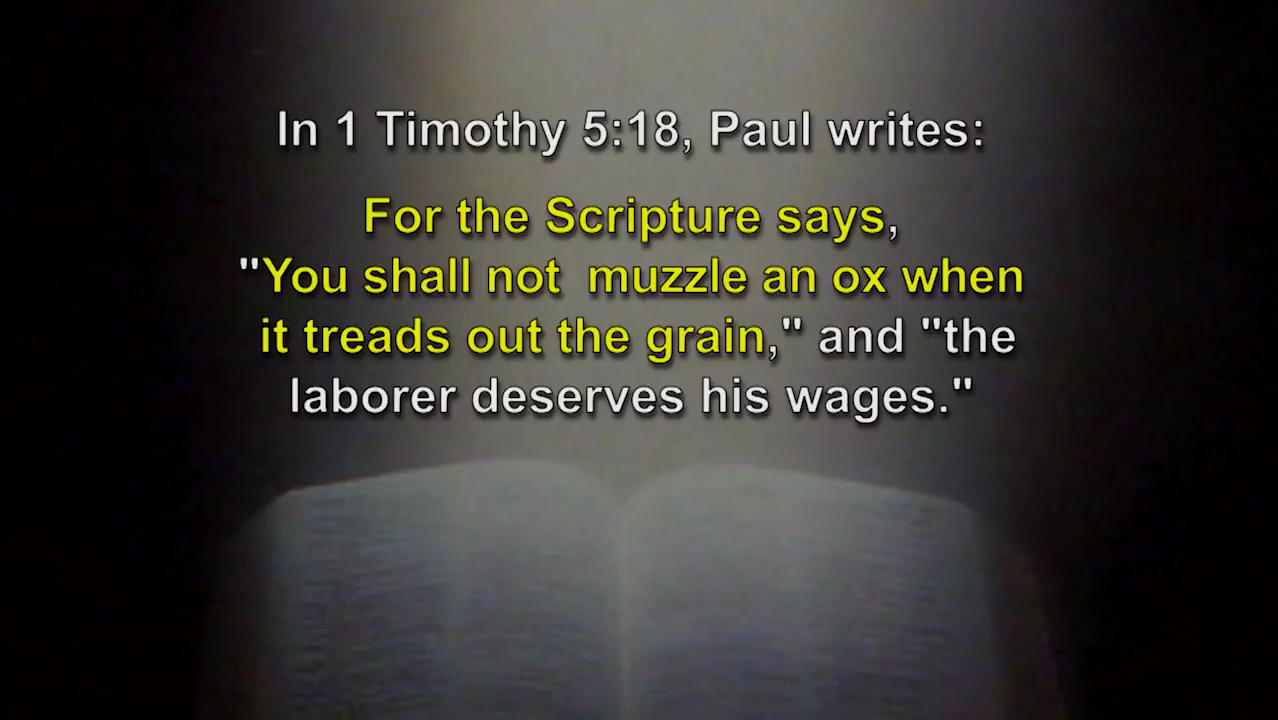 In 1 Timothy 5:18, Paul writes:
For the Scripture says,
"You shall not  muzzle an ox when
it treads out the grain," and "the
laborer deserves his wages."